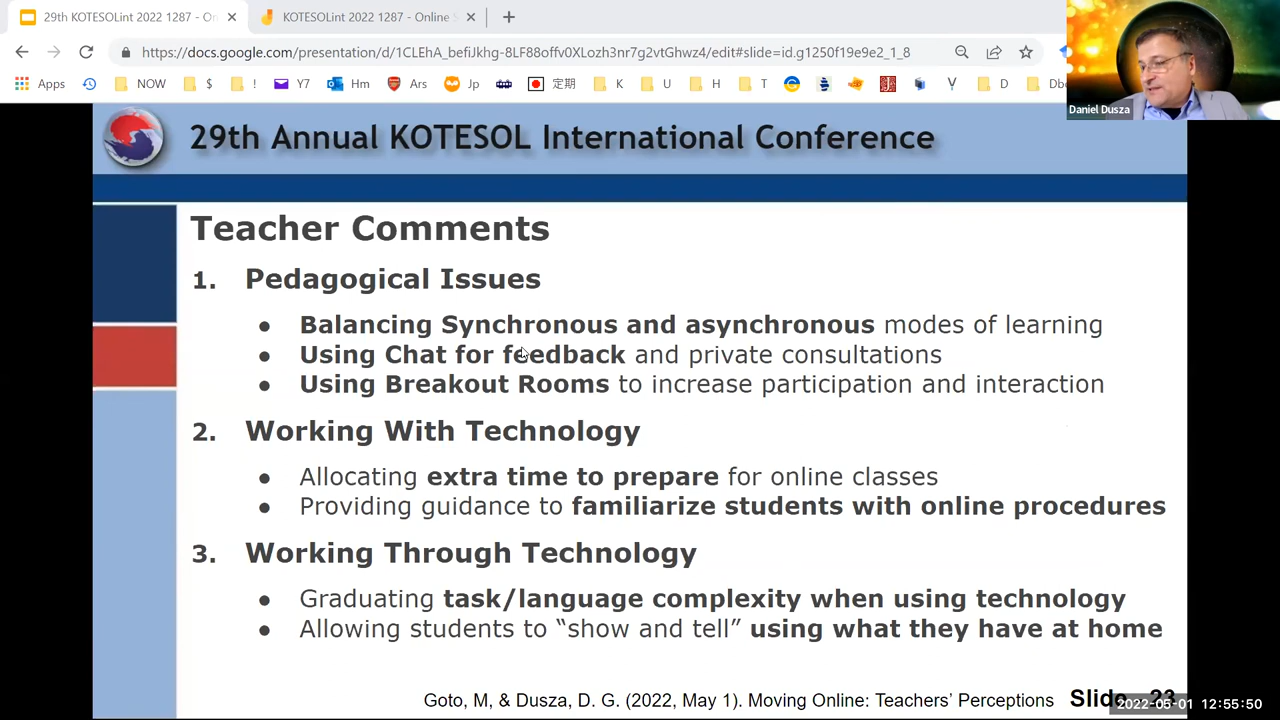 29th KOTESOLint 2022 1287 - On
KOTESOLint 2022 1287 - Online S
https://docs.google.com/presentation/d/1CLEhA_befiJkhg-8LF88offv0XLozh3nr7g2vtGhwz4/edit#slide=id.g1250f19e9e2_1_8
Apps NOW $ ! Y7 Hm Ars Jp 定期 K U H T D Dbo
Daniel Dusza
29th Annual KOTESOL International Conference
Teacher Comments
1. Pedagogical Issues
● Balancing Synchronous and asynchronous modes of learning
● Using Chat for feedback and private consultations
● Using Breakout Rooms to increase participation and interaction
2. Working With Technology
● Allocating extra time to prepare for online classes
● Providing guidance to familiarize students with online procedures
3. Working Through Technology
● Graduating task/language complexity when using technology
● Allowing students to “show and tell” using what they have at home
Goto, M, & Dusza, D. G. (2022, May 1). Moving Online: Teachers’ Perceptions Slide 23
2022-05-01 12:55:50